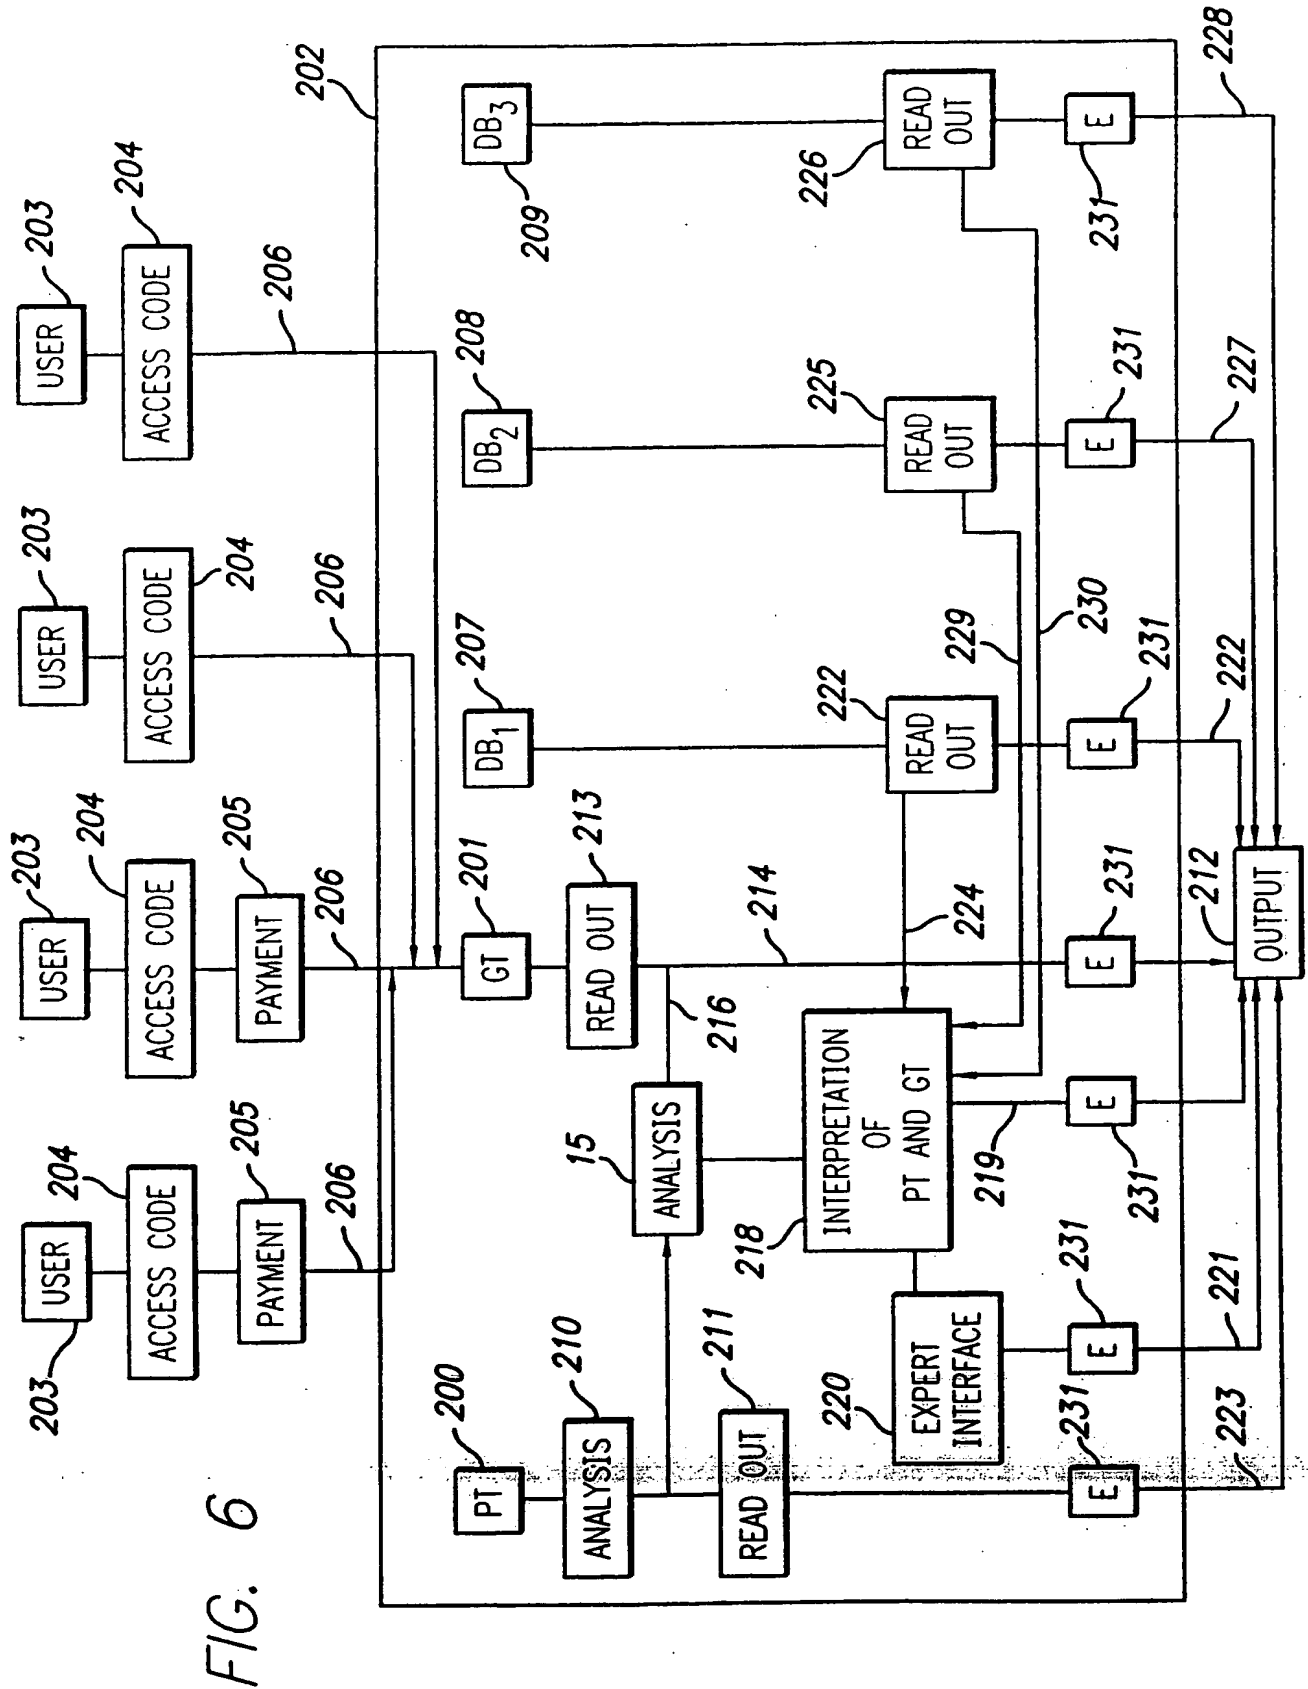 FIG. 6
203
USER
204
ACCESS CODE
205
PAYMENT
206
203
USER
204
ACCESS CODE
205
PAYMENT
206
203
USER
204
ACCESS CODE
206
203
USER
204
ACCESS CODE
206
202
200
PT
210
ANALYSIS
211
READ OUT
201
GT
213
READ OUT
214
216
15
ANALYSIS
218
INTERPRETATION
OF
PT AND GT
219
220
EXPERT
INTERFACE
207
DB1
208
DB2
209
DB3
222
READ
OUT
224
225
READ
OUT
226
READ
OUT
229
230
231
E
231
E
231
E
231
E
231
E
231
E
231
E
223
221
222
227
228
212
OUTPUT